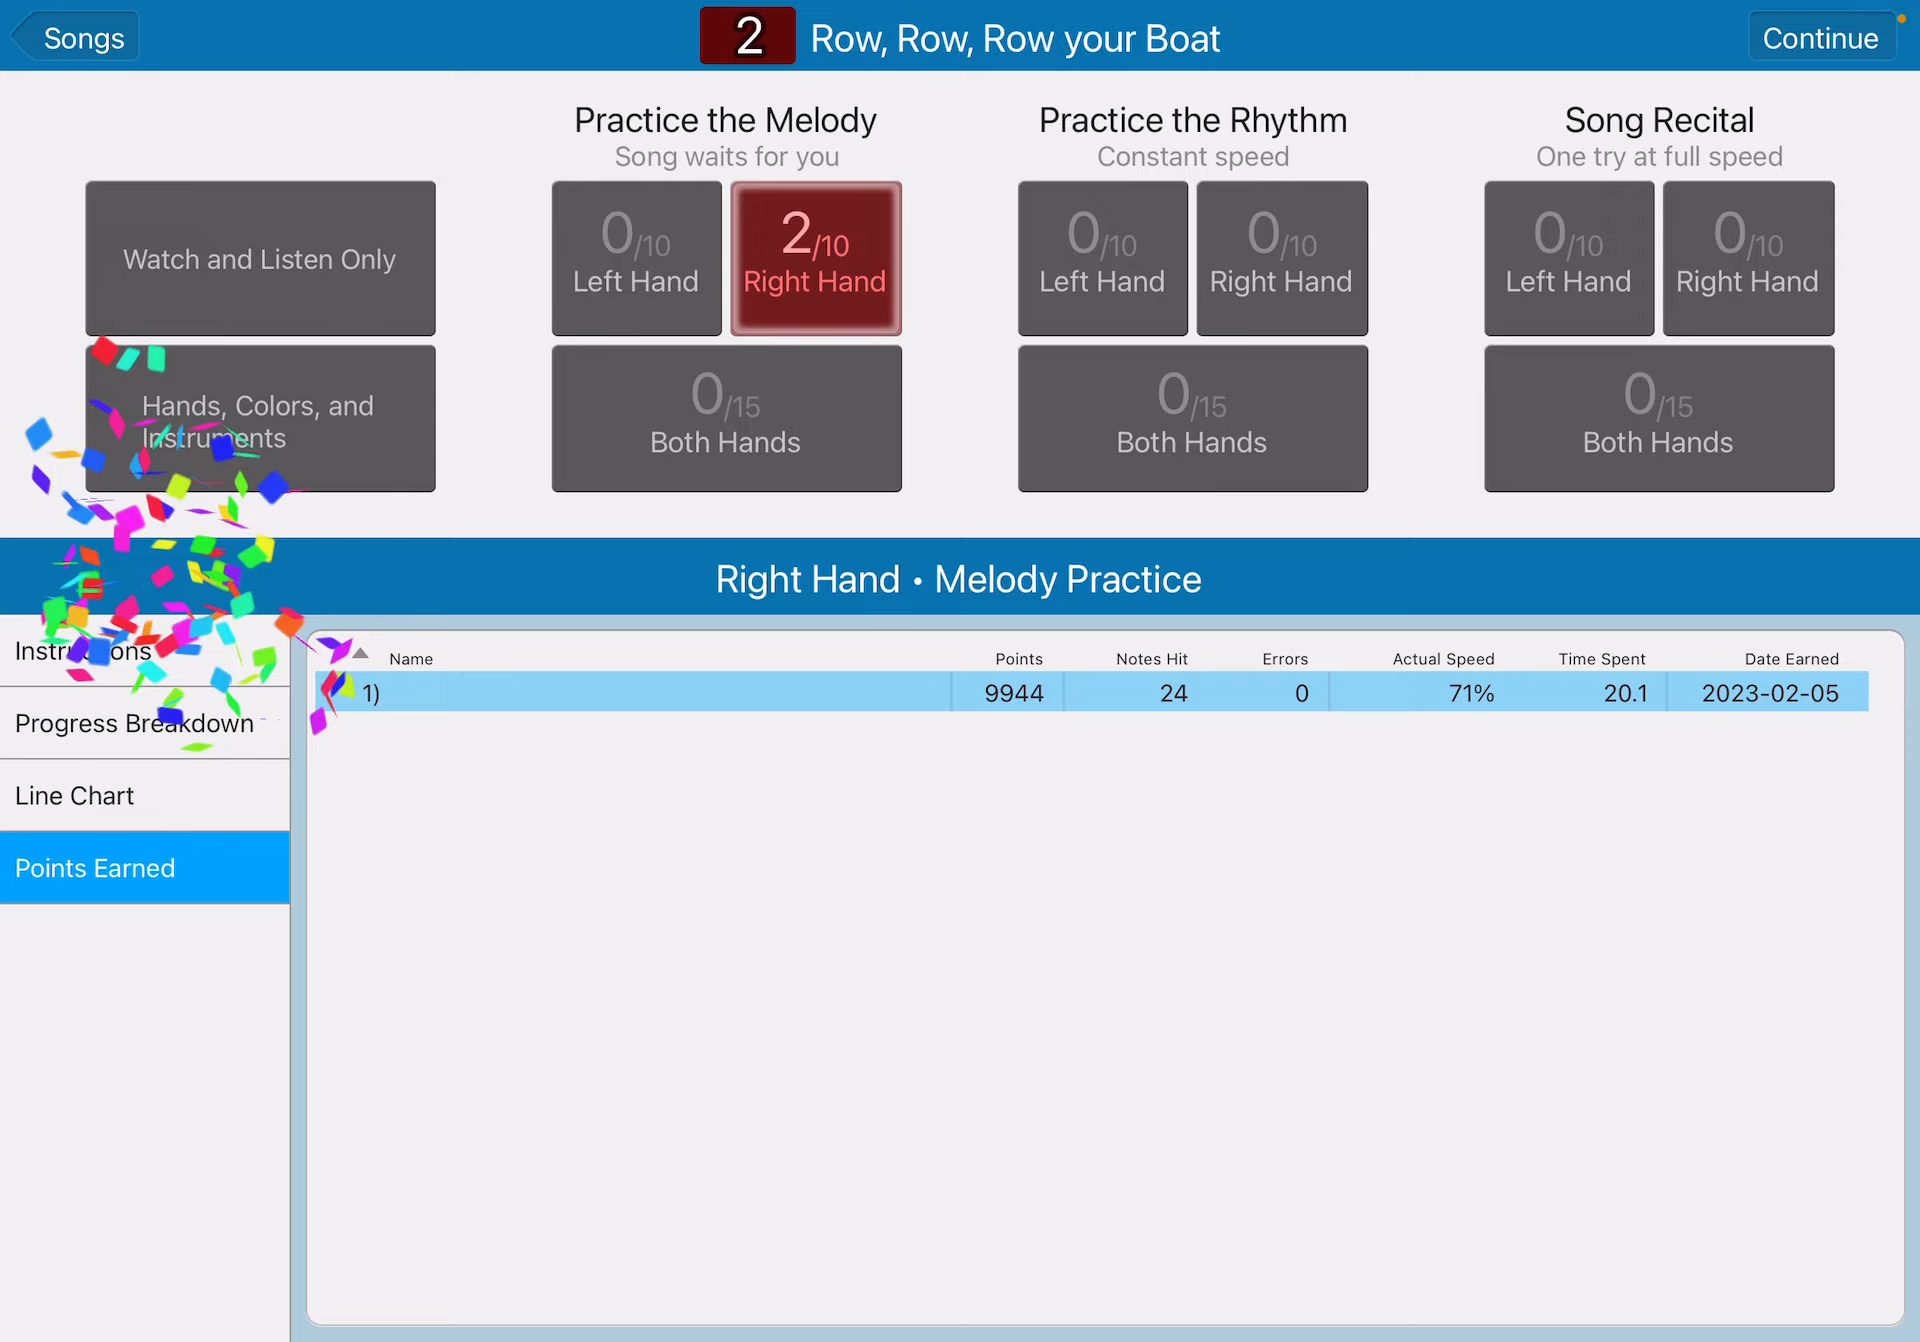 Songs
2 Row, Row, Row your Boat
Continue
Practice the Melody
Song waits for you
Practice the Rhythm
Constant speed
Song Recital
One try at full speed
Watch and Listen Only
0/10
Left Hand
2/10
Right Hand
0/10
Left Hand
0/10
Right Hand
0/10
Left Hand
0/10
Right Hand
Hands, Colors, and
Instruments
0/15
Both Hands
0/15
Both Hands
0/15
Both Hands
Right Hand • Melody Practice
Instructions
Progress Breakdown
Line Chart
Points Earned
Name Points Notes Hit Errors Actual Speed Time Spent Date Earned
1) 9944 24 0 71% 20.1 2023-02-05